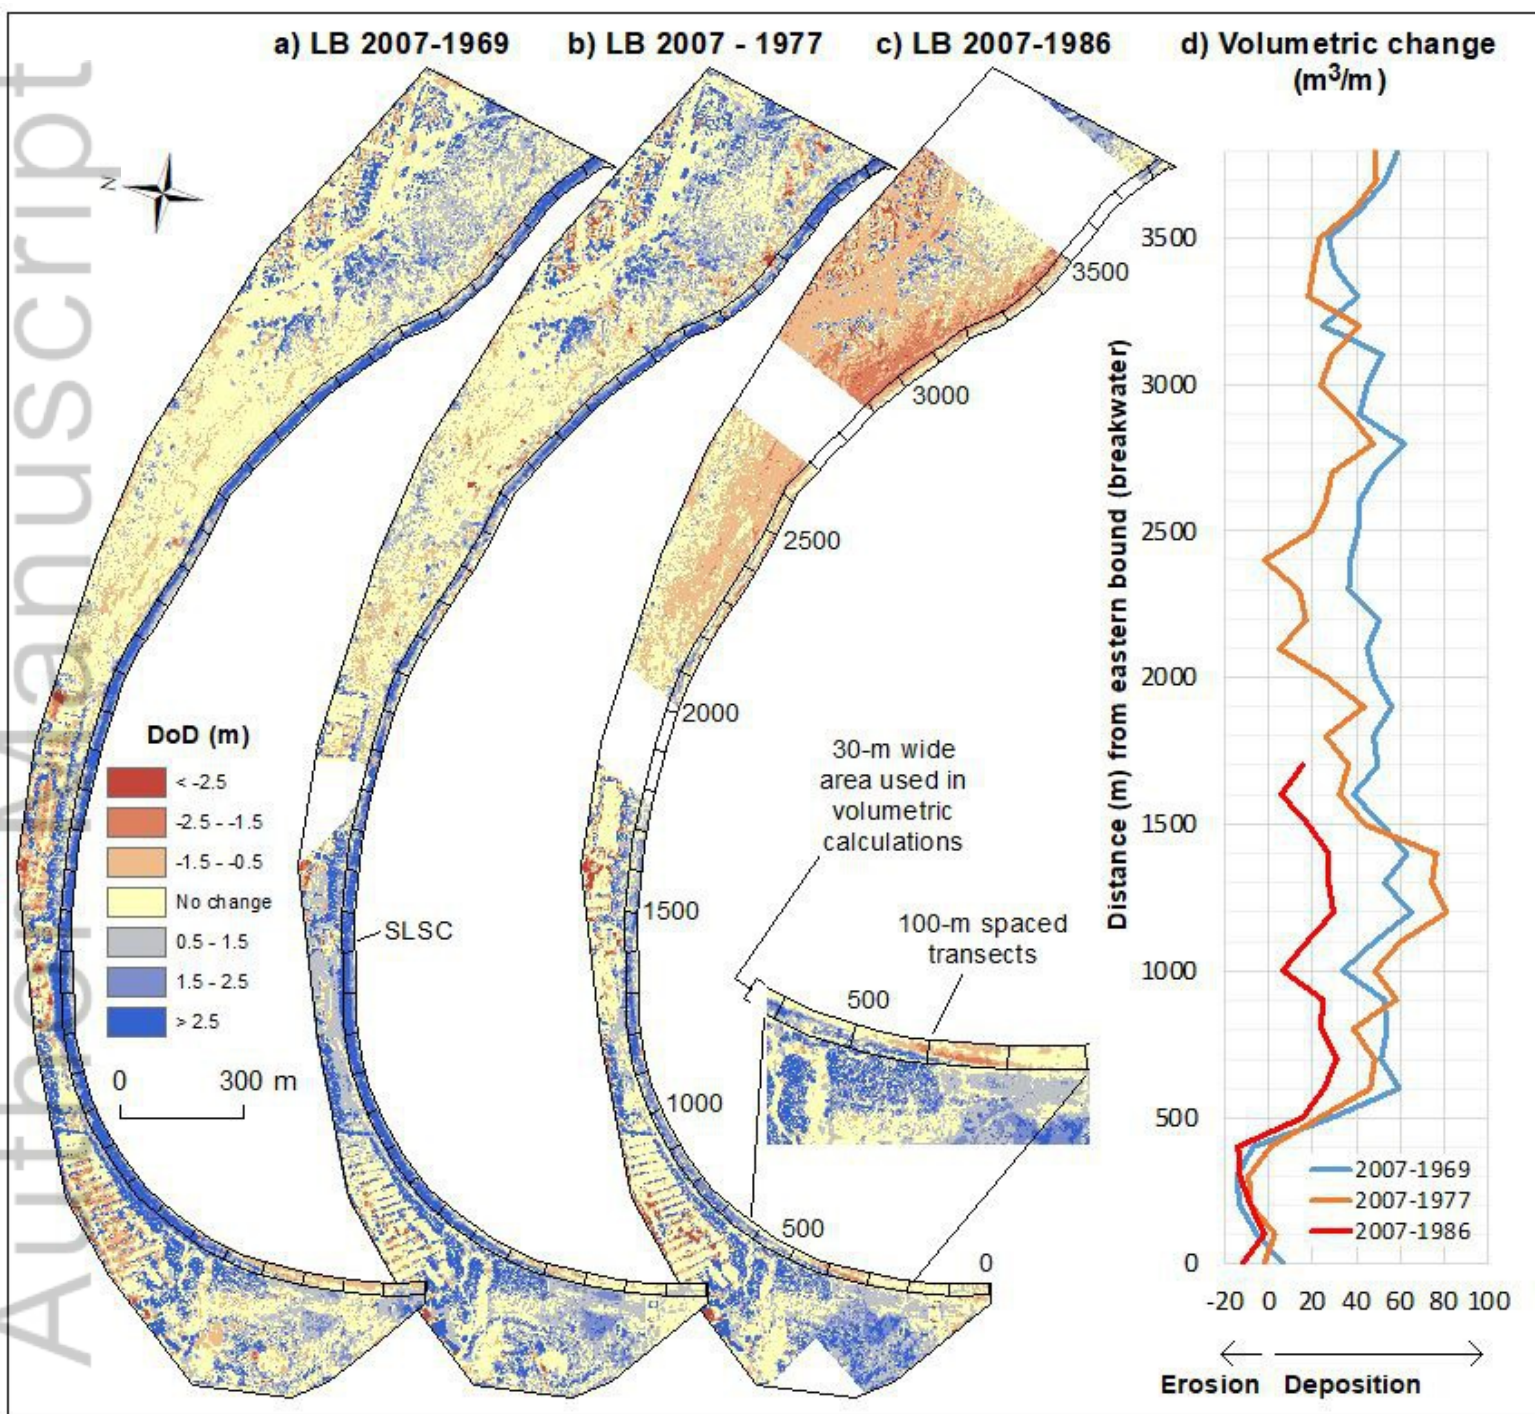 Author Manuscript
a) LB 2007-1969
b) LB 2007 - 1977
c) LB 2007-1986
d) Volumetric change
(m³/m)
N
DoD (m)
< -2.5
-2.5 - -1.5
-1.5 - -0.5
No change
0.5 - 1.5
1.5 - 2.5
> 2.5
0 300 m
SLSC
3500
3000
2500
2000
1500
1000
500
0
30-m wide
area used in
volumetric
calculations
100-m spaced
transects
500
Distance (m) from eastern bound (breakwater)
3500
3000
2500
2000
1500
1000
500
0
2007-1969
2007-1977
2007-1986
-20 0 20 40 60 80 100
Erosion Deposition